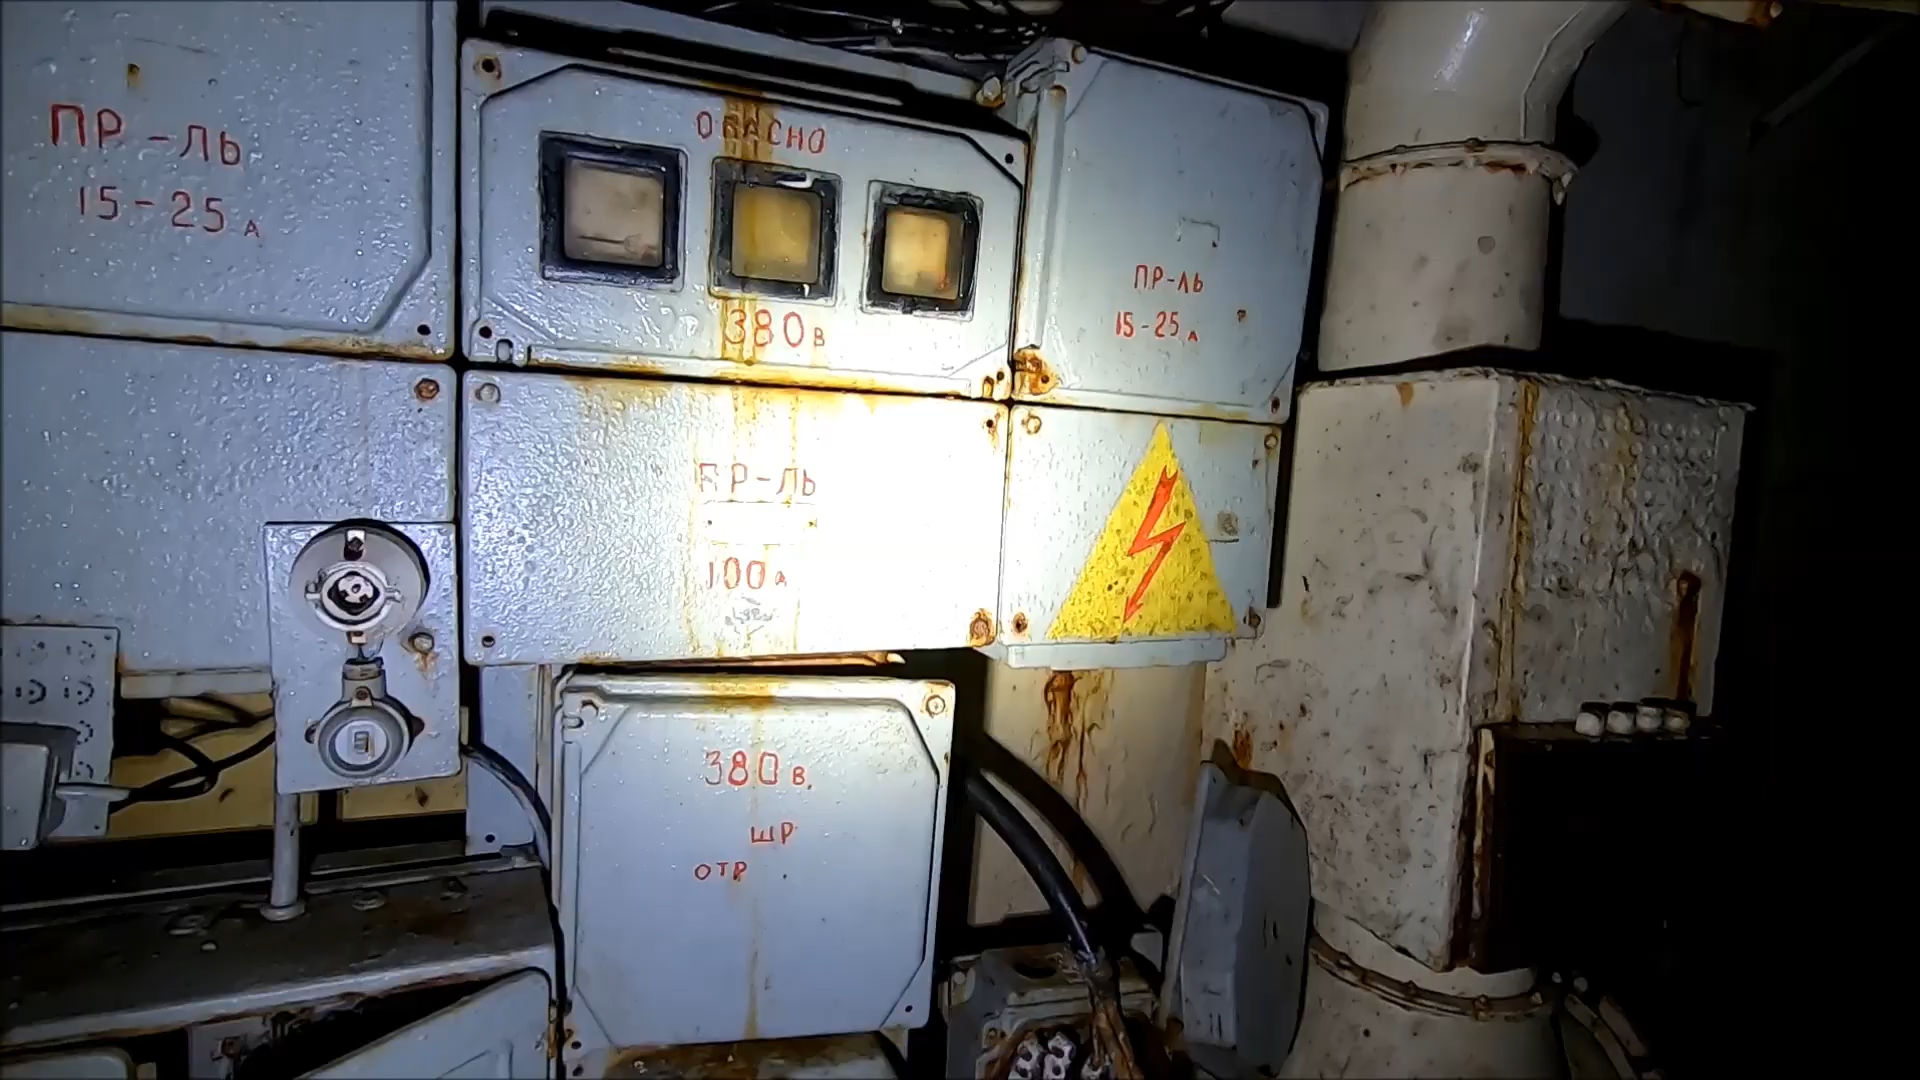 ПР-ЛЬ
15-25 А
ОПАСНО
380 В
ПР-ЛЬ
15-25 А
ПР-ЛЬ
100 А
380 В.
ШР
ОТР